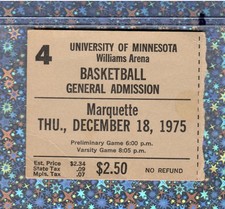 4
UNIVERSITY OF MINNESOTA
Williams Arena
BASKETBALL
GENERAL ADMISSION
Marquette
THU., DECEMBER 18, 1975
Preliminary Game 6:00 p.m.
Varsity Game 8:05 p.m.
Est. Price $2.34
State Tax .09
Mpls. Tax .07
$2.50
NO REFUND